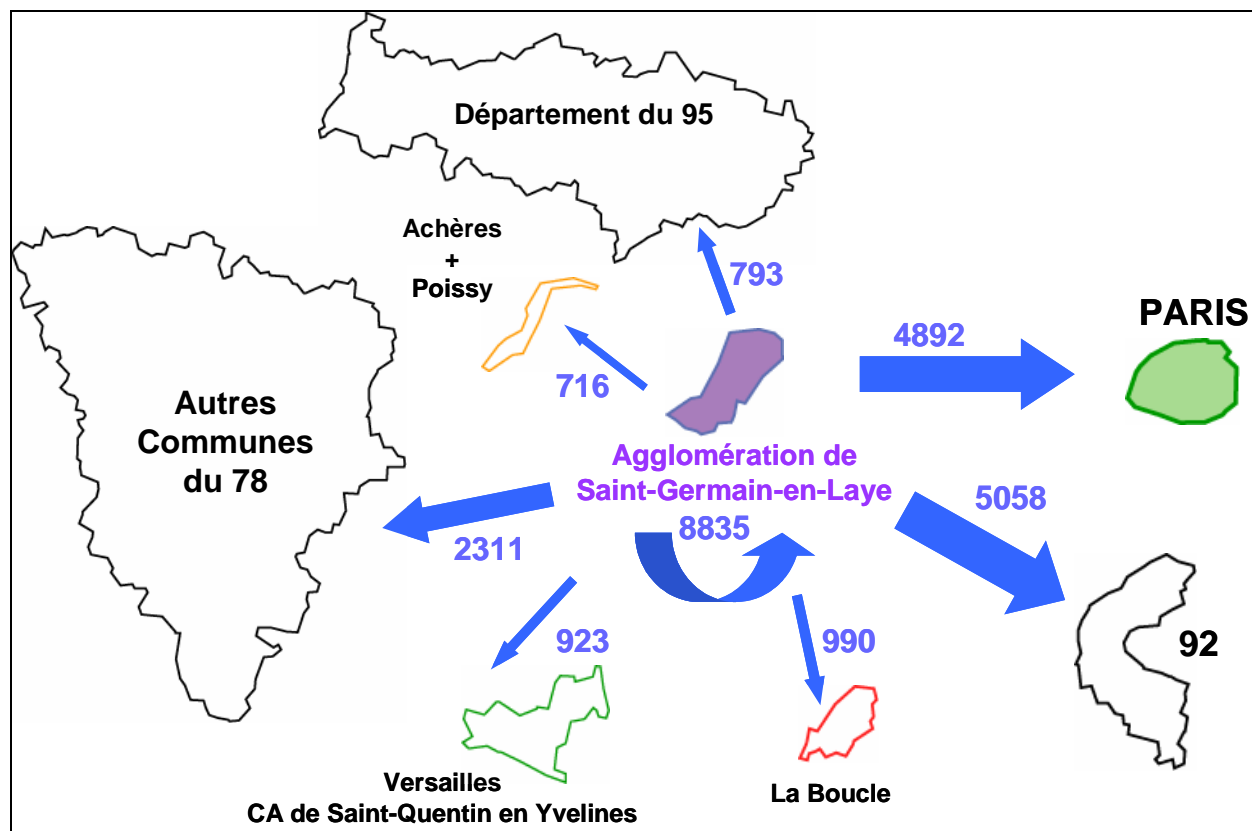 Département du 95
Achères
+
Poissy
793
PARIS
4892
716
Autres
Communes
du 78
Agglomération de
Saint-Germain-en-Laye
8835
5058
2311
923
990
92
Versailles
CA de Saint-Quentin en Yvelines
La Boucle